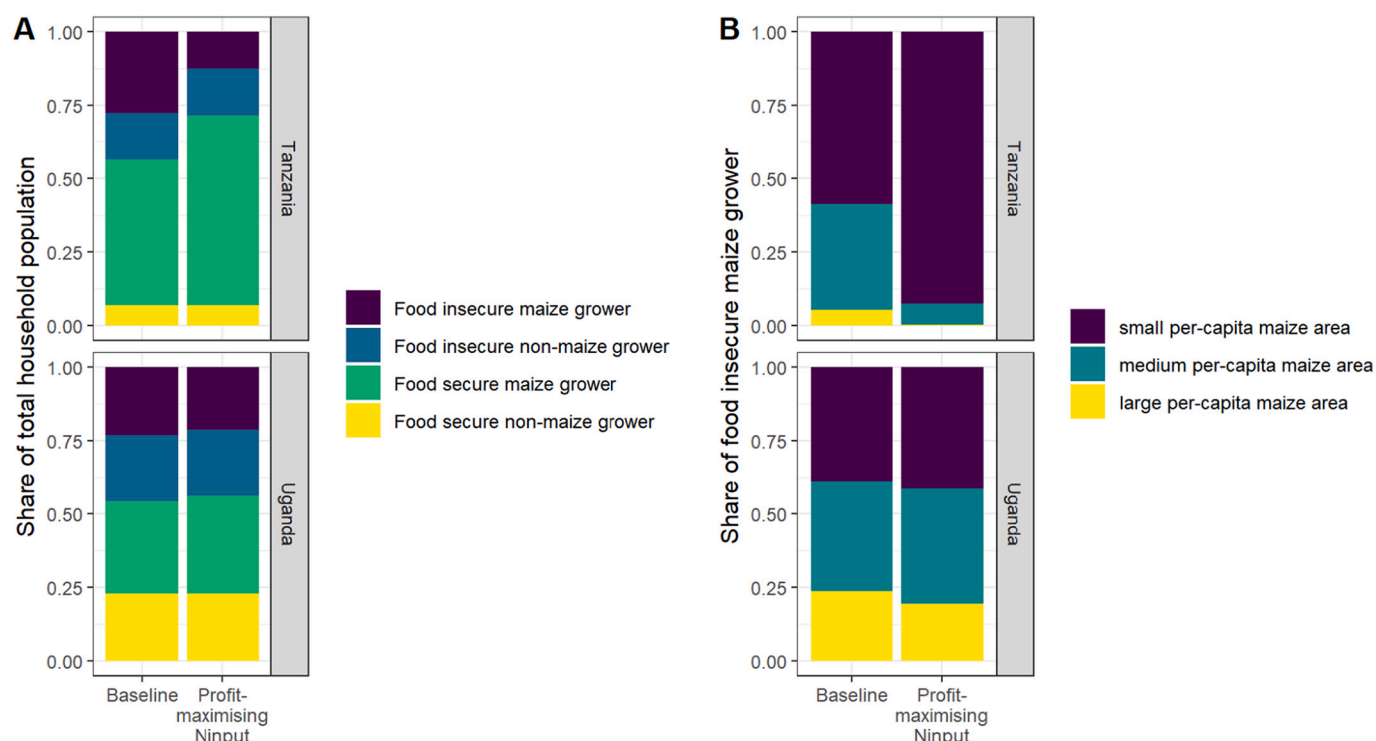 A
Share of total household population
1.00
0.75
0.50
0.25
0.00
Tanzania
1.00
0.75
0.50
0.25
0.00
Uganda
Baseline
Profit-
maximising
Ninput
Food insecure maize grower
Food insecure non-maize grower
Food secure maize grower
Food secure non-maize grower
B
Share of food insecure maize grower
1.00
0.75
0.50
0.25
0.00
Tanzania
1.00
0.75
0.50
0.25
0.00
Uganda
Baseline
Profit-
maximising
Ninput
small per-capita maize area
medium per-capita maize area
large per-capita maize area